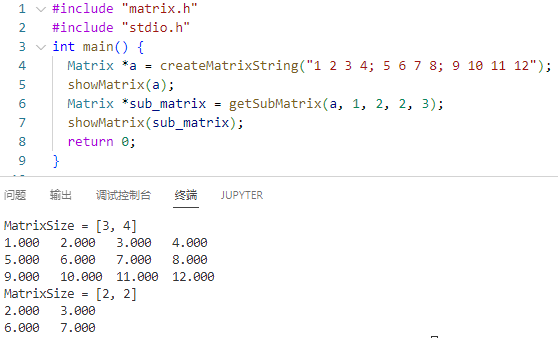 1 #include "matrix.h"
2 #include "stdio.h"
3 int main() {
4 Matrix *a = createMatrixString("1 2 3 4; 5 6 7 8; 9 10 11 12");
5 showMatrix(a);
6 Matrix *sub_matrix = getSubMatrix(a, 1, 2, 2, 3);
7 showMatrix(sub_matrix);
8 return 0;
9 }
问题 输出 调试控制台 终端 JUPYTER
MatrixSize = [3, 4]
1.000 2.000 3.000 4.000
5.000 6.000 7.000 8.000
9.000 10.000 11.000 12.000
MatrixSize = [2, 2]
2.000 3.000
6.000 7.000